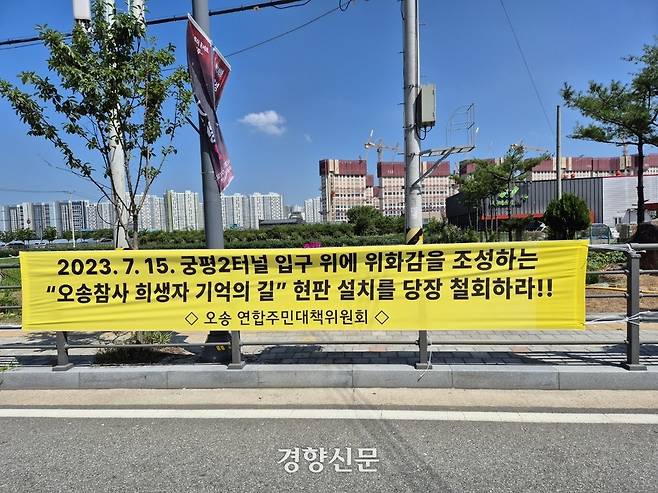 2023. 7. 15. 궁평2터널 입구 위에 위화감을 조성하는
“오송참사 희생자 기억의 길” 현판 설치를 당장 철회하라!!
◇ 오송 연합주민대책위원회 ◇
경향신문